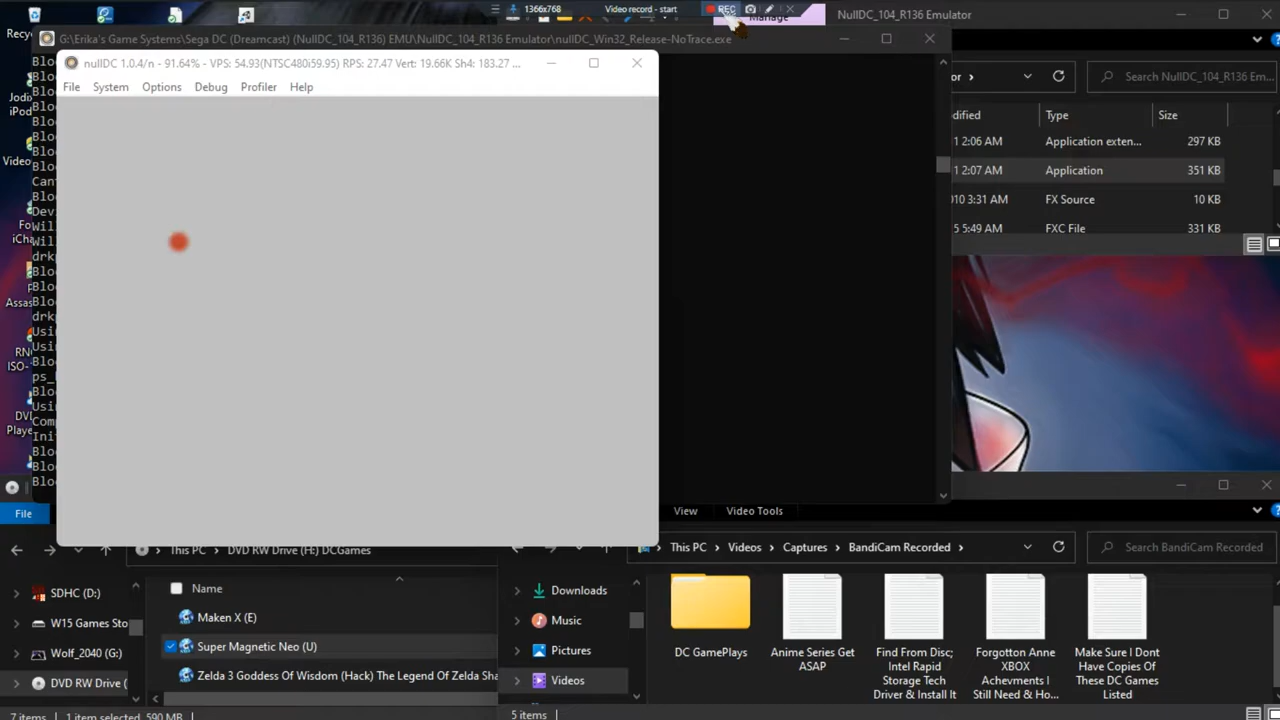 1366x768
Video record - start
REC
Manage
NullDC_104_R136
G:\Erika's Game Systems\Sega DC (Dreamcast) (NullDC_104_R136) EMU\NullDC_104_R136 Emulator\nullDC_Win32_Release-NoTrace.exe
nullDC 1.0.4/n - 91.64% - VPS: 54.93(NTSC480i59.95) RPS: 27.47 Vert: 19.66K Sh4: 183.27 ...
File System Options Debug Profiler Help
Search NullDC_104_R136 Em...
Type Size
1 2:06 AM Application exten... 297 KB
1 2:07 AM Application 351 KB
010 3:31 AM FX Source 10 KB
5 5:49 AM FXC File 331 KB
File
View Video Tools
This PC > DVD RW Drive (H:) DCGames
This PC > Videos > Captures > BandiCam Recorded >
Search BandiCam Recorded
Name
SDHC (D:)
W15 Games Sto
Wolf_2040 (G:)
DVD RW Drive (
Maken X (E)
Super Magnetic Neo (U)
Zelda 3 Goddess Of Wisdom (Hack) The Legend Of Zelda Sha
Downloads
Music
Pictures
Videos
DC GamePlays
Anime Series Get
ASAP
Find From Disc;
Intel Rapid
Storage Tech
Driver & Install It
Forgotton Anne
XBOX
Achevments I
Still Need & Ho...
Make Sure I Dont
Have Copies Of
These DC Games
Listed
7 items 1 item selected 590 MB
5 items